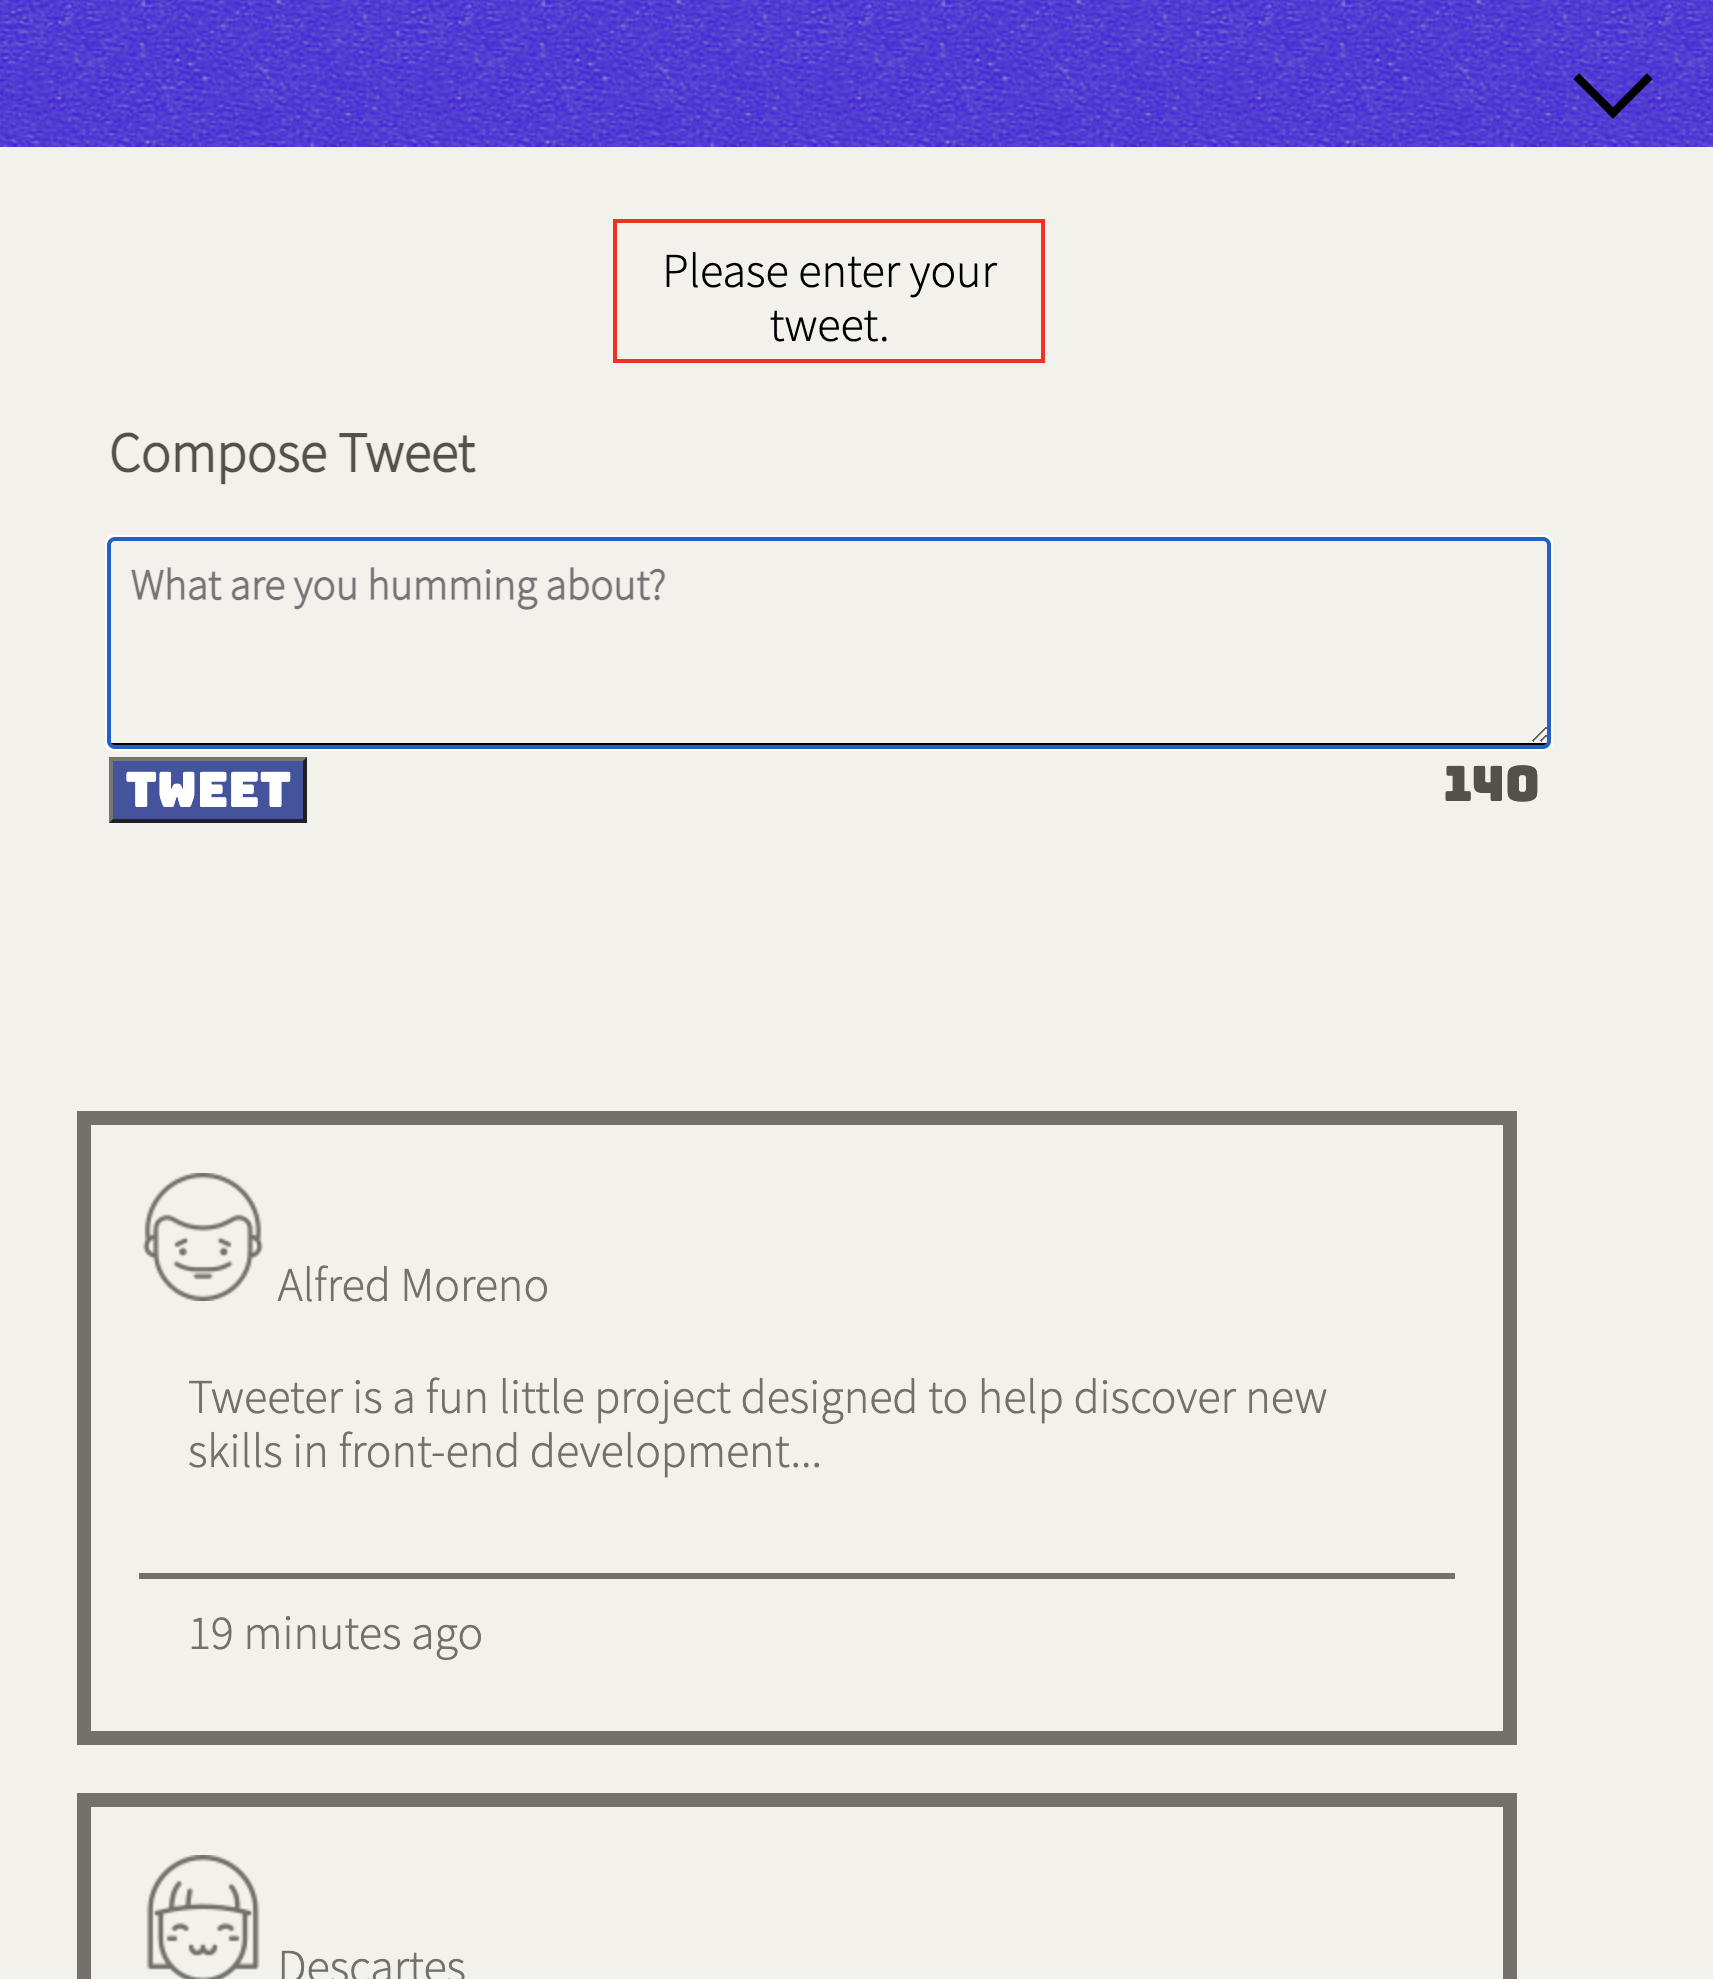 Please enter your
tweet.
Compose Tweet
What are you humming about?
TWEET
140
Alfred Moreno
Tweeter is a fun little project designed to help discover new
skills in front-end development...
19 minutes ago
Descartes